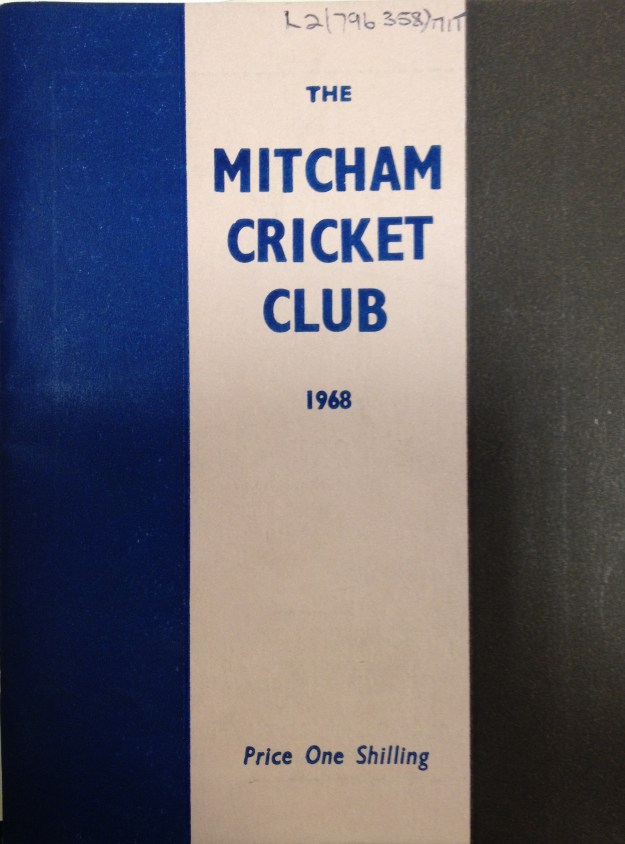 L2(796.358)MIT
THE
MITCHAM
CRICKET
CLUB
1968
Price One Shilling